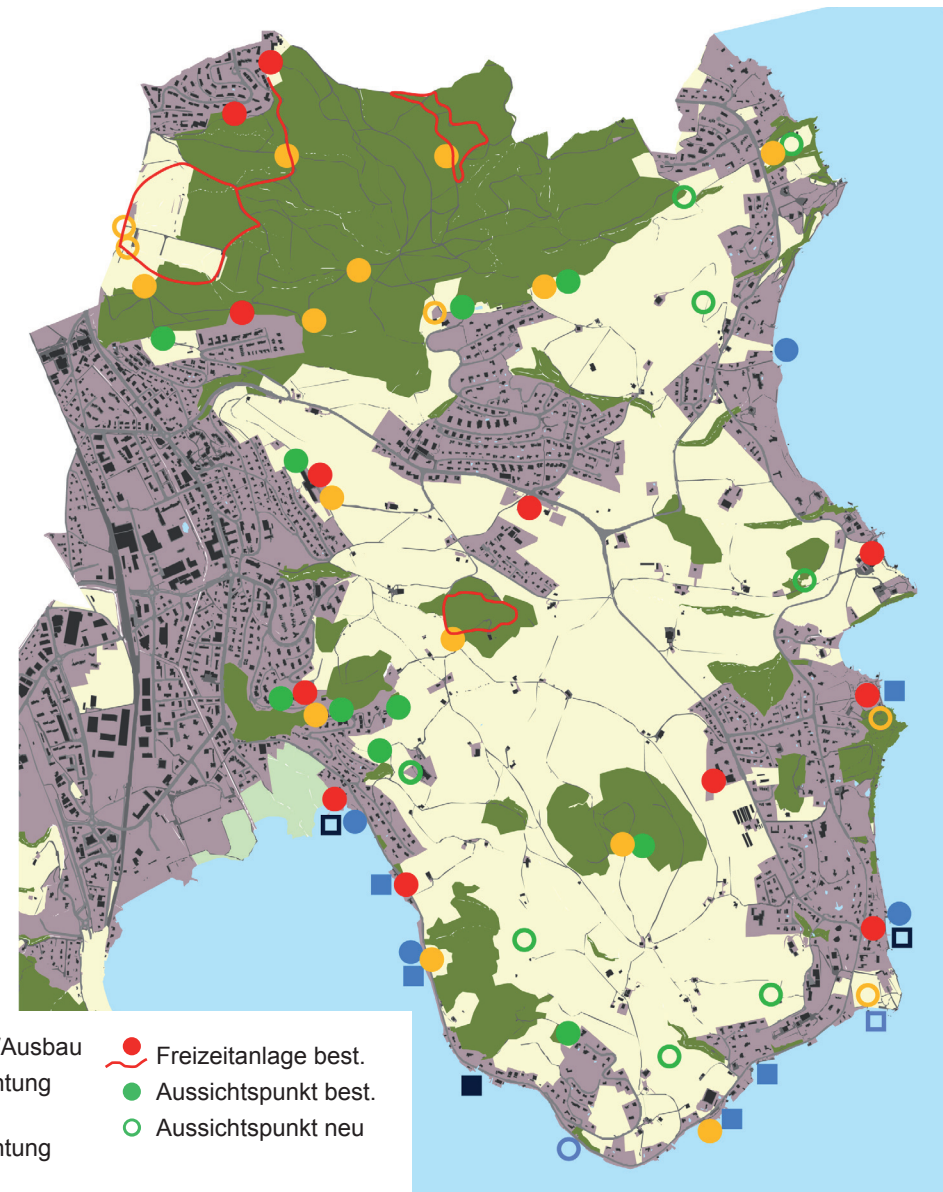 /Ausbau
Freizeitanlage best.
ntung
Aussichtspunkt best.
Aussichtspunkt neu
ntung